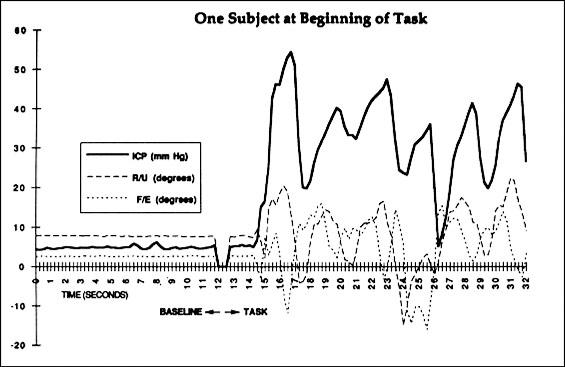 One Subject at Beginning of Task
60
50
40
30
20
10
0
-10
-20
ICP (mm Hg)
R/U (degrees)
F/E (degrees)
0 1 2 3 4 5 6 7 8 9 10 11 12 13 14 15 16 17 18 19 20 21 22 23 24 25 26 27 28 29 30 31 32
TIME (SECONDS)
BASELINE TASK